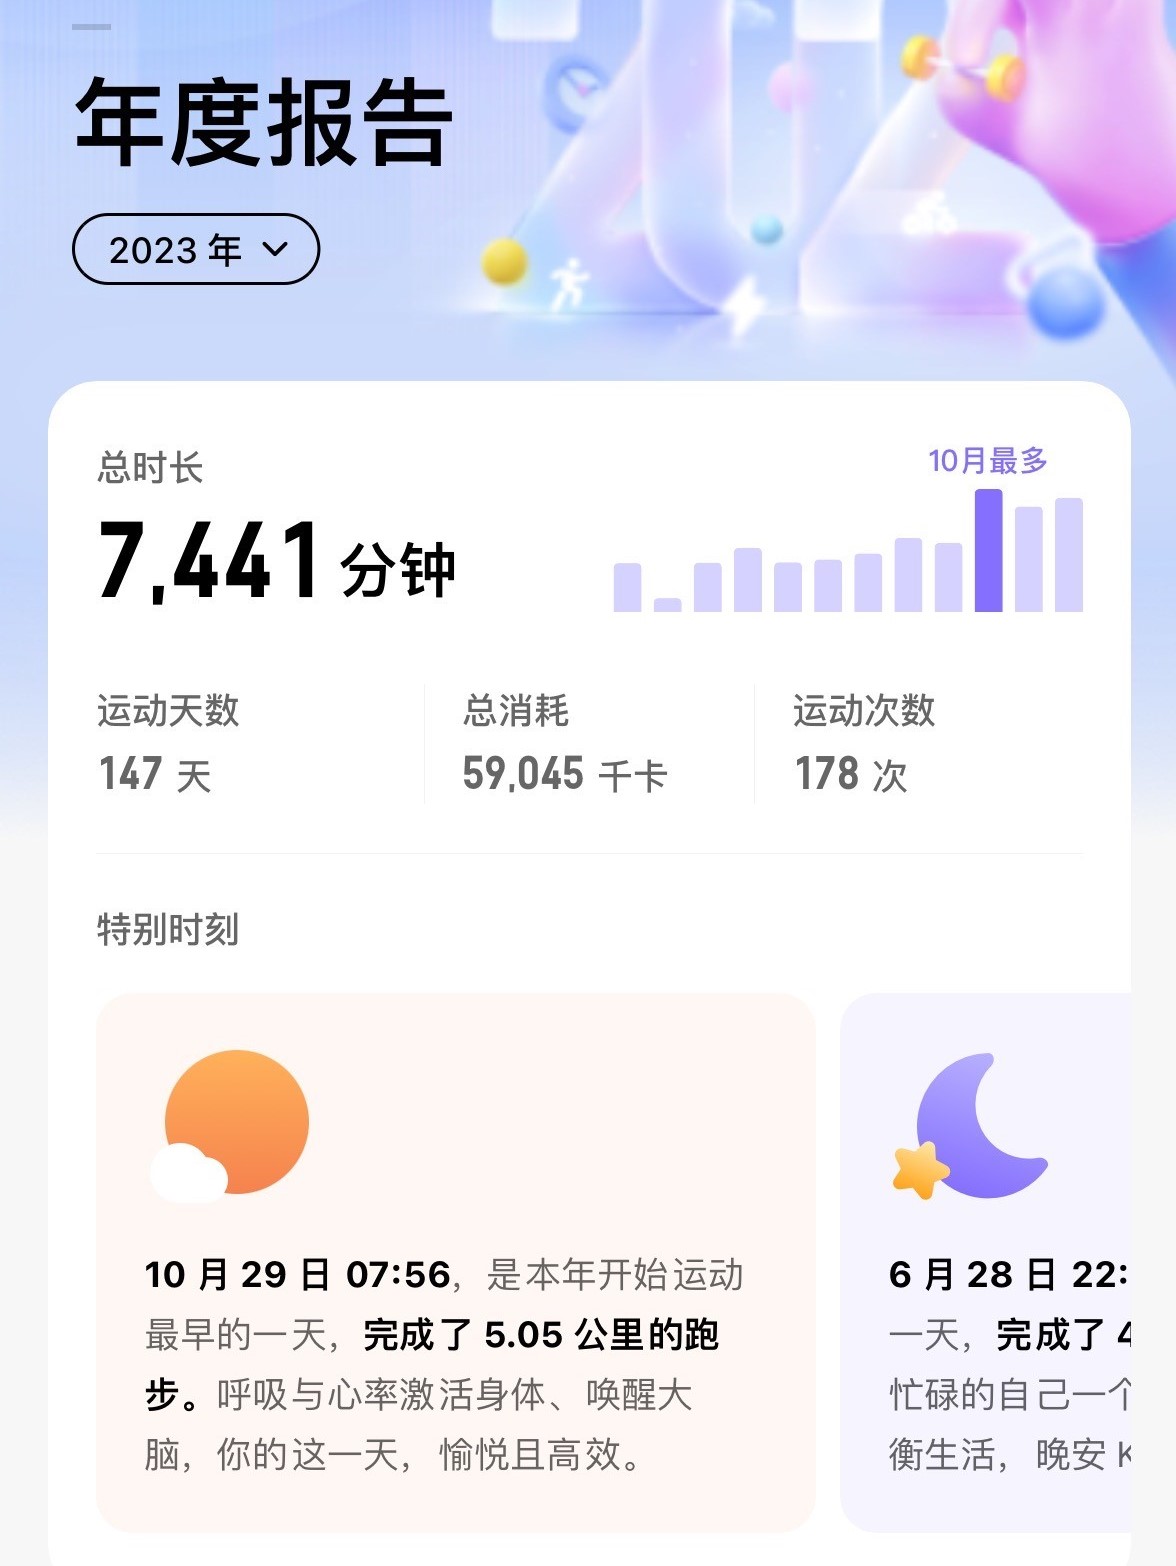 年度报告
2023 年
总时长
10月最多
7,441 分钟
运动天数
147 天
总消耗
59,045 千卡
运动次数
178 次
特别时刻
10 月 29 日 07:56，是本年开始运动
最早的一天，完成了 5.05 公里的跑
步。呼吸与心率激活身体、唤醒大
脑，你的这一天，愉悦且高效。
6 月 28 日 22:
一天，完成了 4
忙碌的自己一个
衡生活，晚安 K